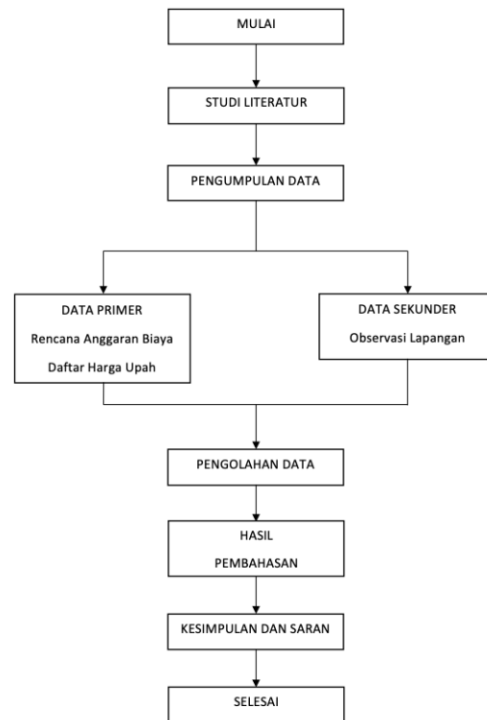 MULAI
STUDI LITERATUR
PENGUMPULAN DATA
DATA PRIMER
Rencana Anggaran Biaya
Daftar Harga Upah
DATA SEKUNDER
Observasi Lapangan
PENGOLAHAN DATA
HASIL
PEMBAHASAN
KESIMPULAN DAN SARAN
SELESAI